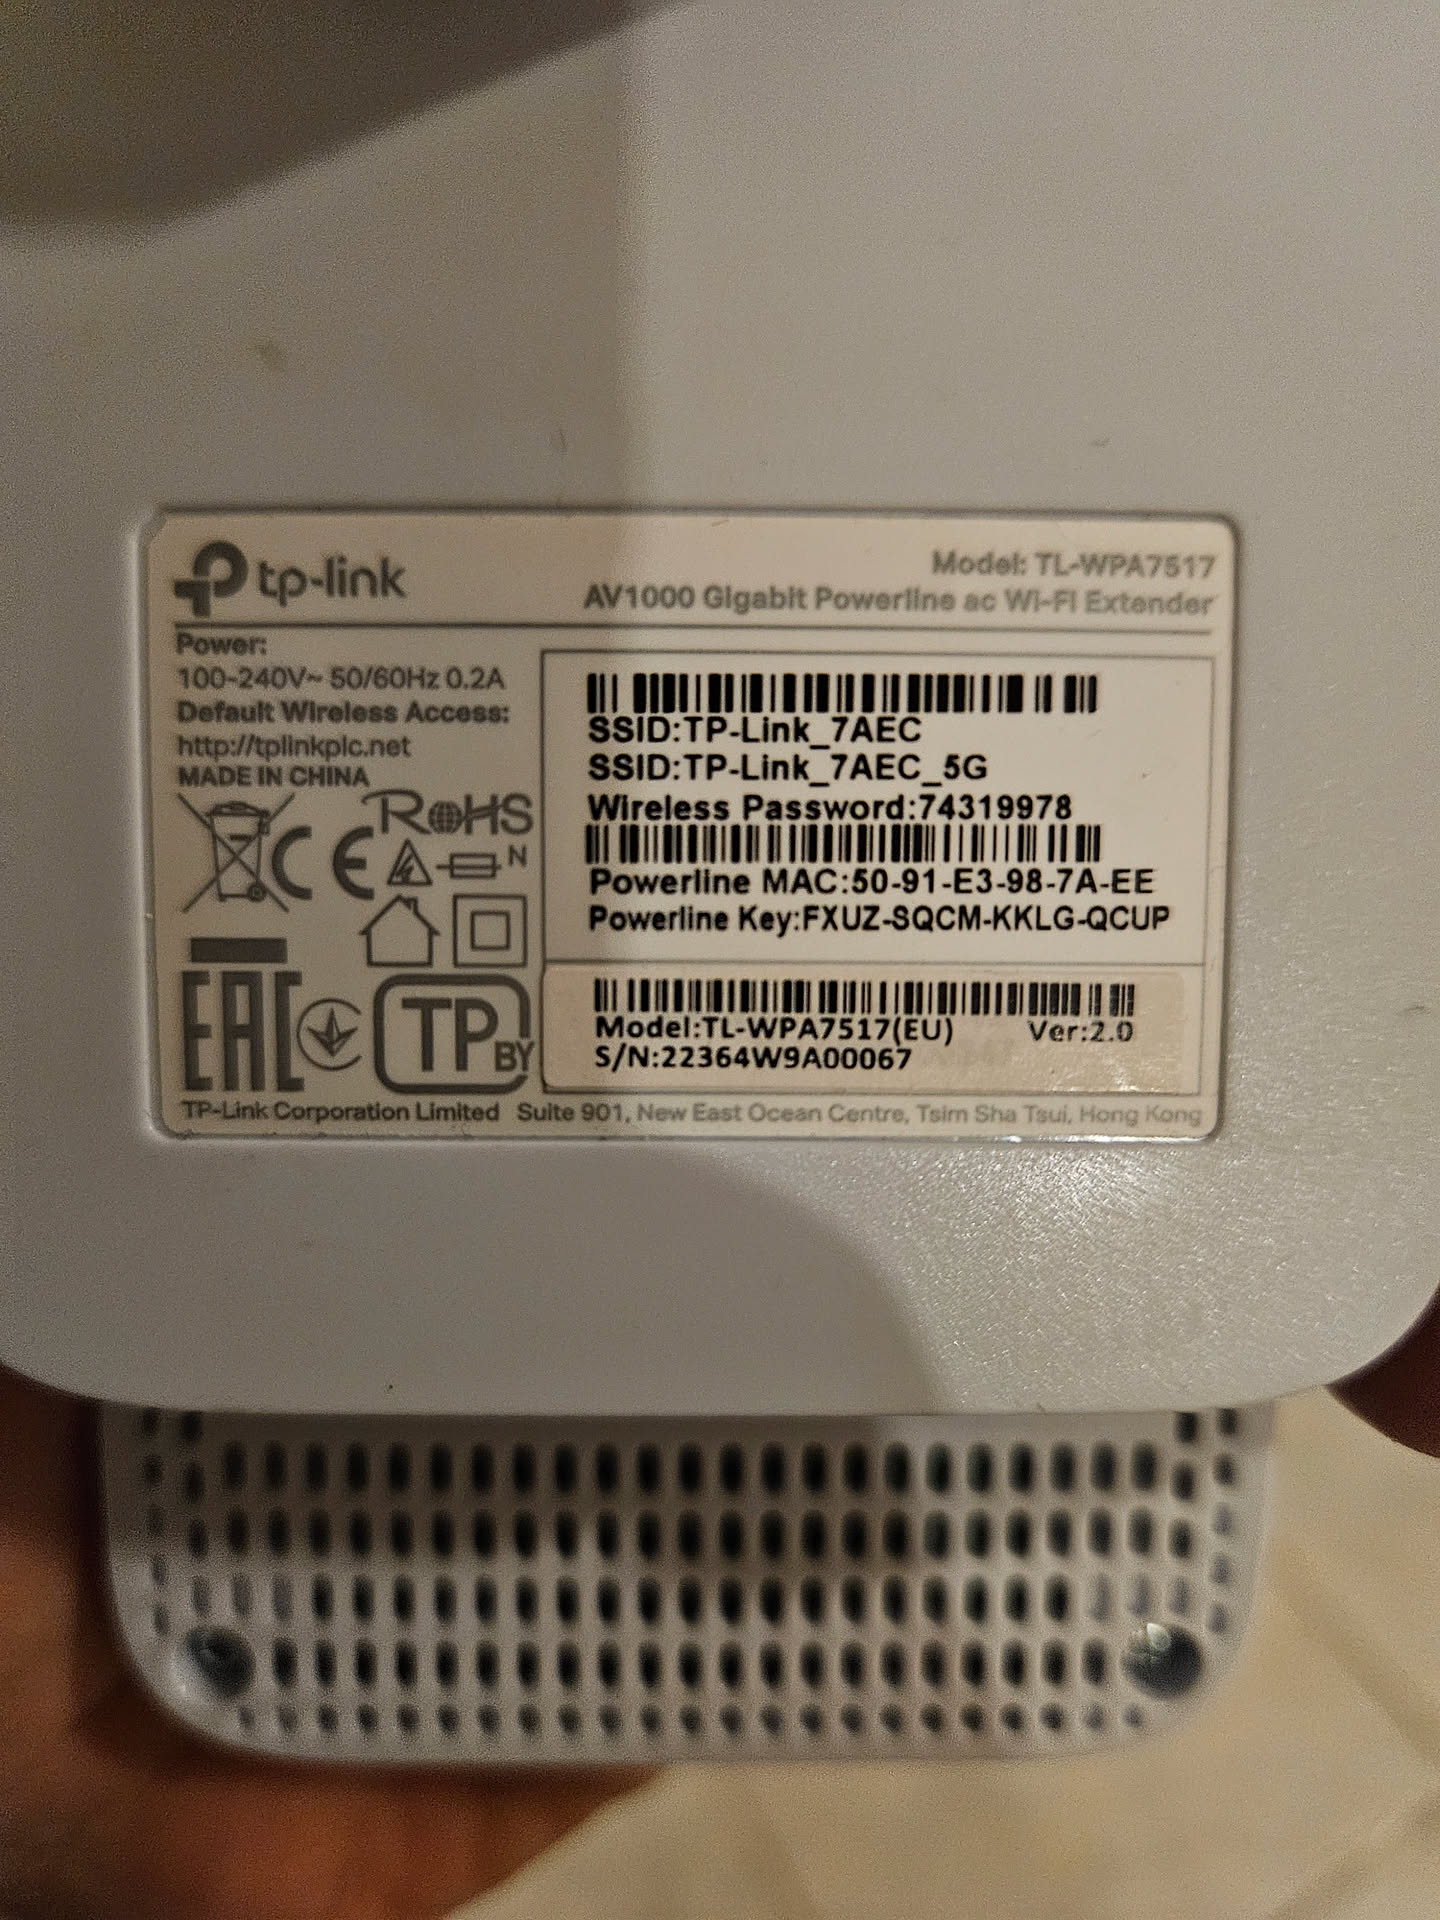 tp-link
Model: TL-WPA7517
AV1000 Gigabit Powerline ac Wi-Fi Extender
Power:
100-240V~ 50/60Hz 0.2A
Default Wireless Access:
http://tplinkplc.net
MADE IN CHINA
RoHS
CE
N
EAC
TP BY
SSID:TP-Link_7AEC
SSID:TP-Link_7AEC_5G
Wireless Password:74319978
Powerline MAC:50-91-E3-98-7A-EE
Powerline Key:FXUZ-SQCM-KKLG-QCUP
Model:TL-WPA7517(EU) Ver:2.0
S/N:22364W9A00067
TP-Link Corporation Limited Suite 901, New East Ocean Centre, Tsim Sha Tsui, Hong Kong